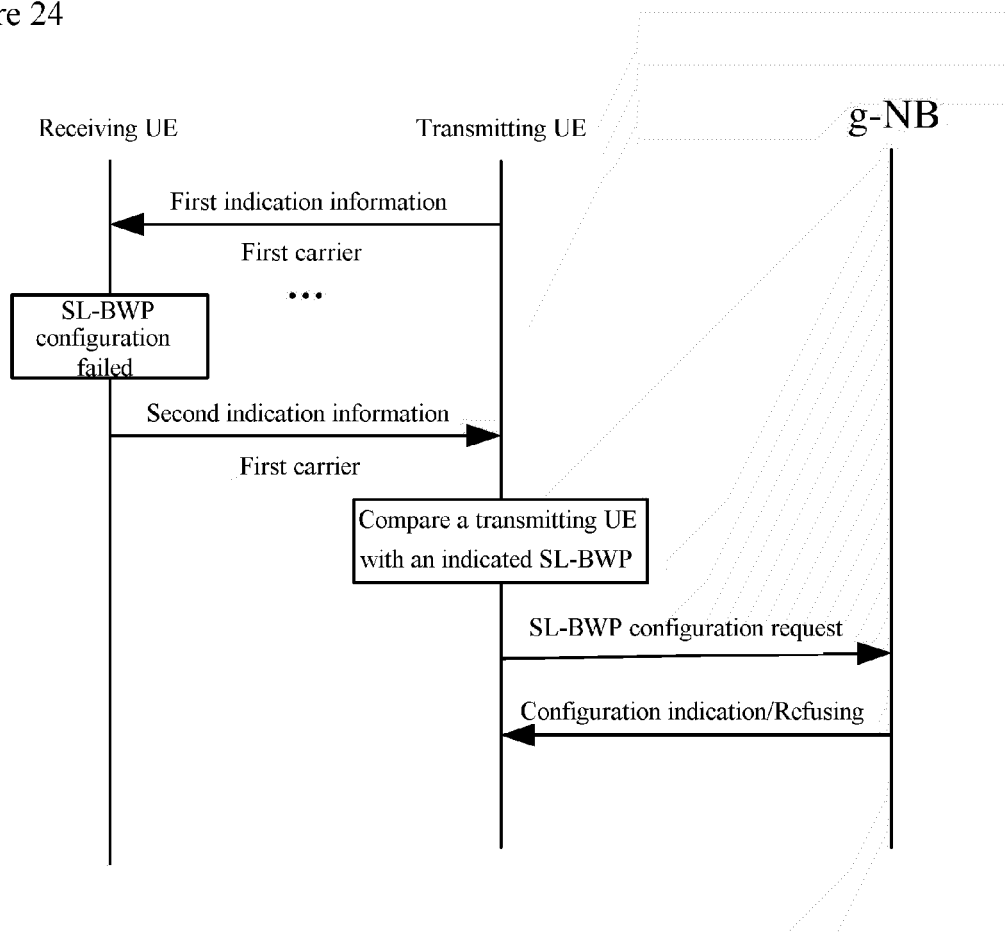 re 24
Receiving UE
Transmitting UE
g-NB
First indication information
First carrier
...
SL-BWP
configuration
failed
Second indication information
First carrier
Compare a transmitting UE
with an indicated SL-BWP
SL-BWP configuration request
Configuration indication/Refusing